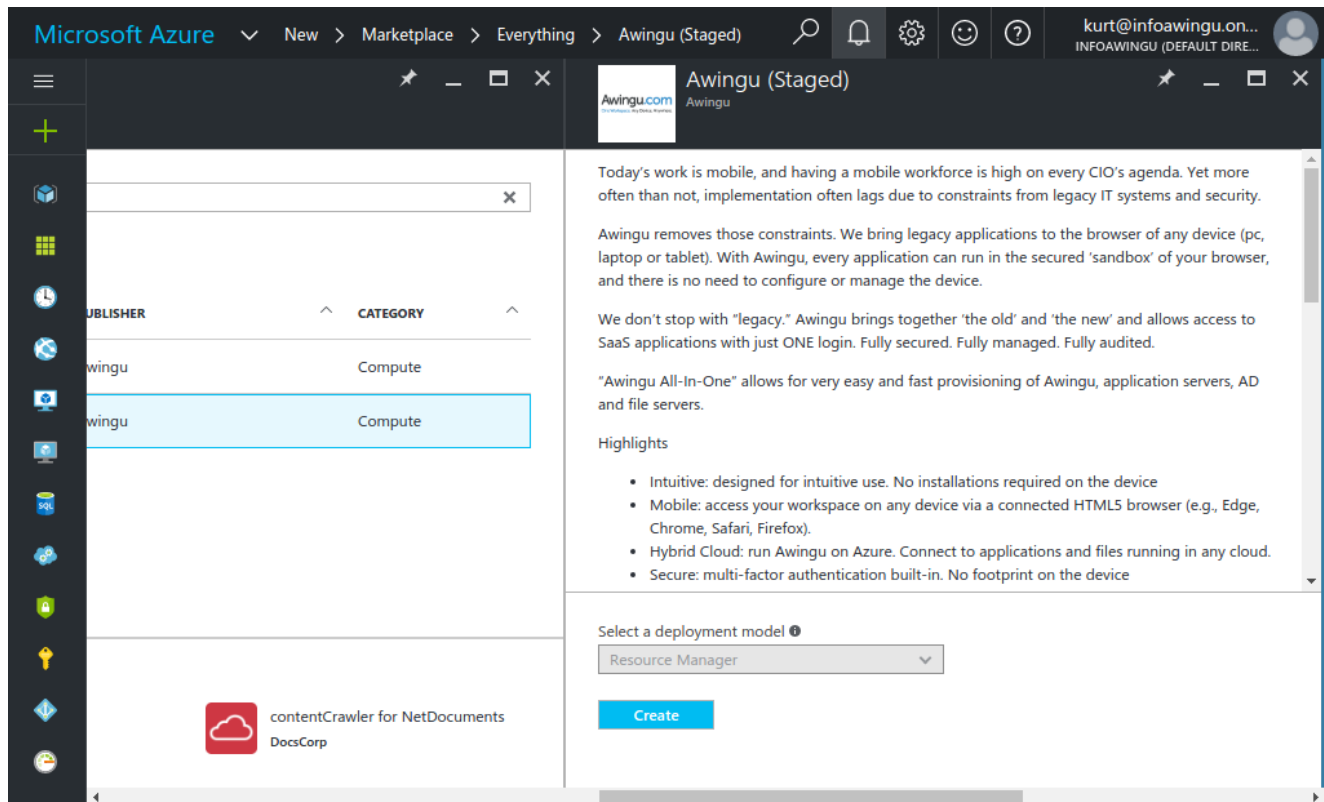 Microsoft Azure New > Marketplace > Everything > Awingu (Staged)
kurt@infoawingu.on...
INFOAWINGU (DEFAULT DIRE...
Awingu.com
Awingu (Staged)
Awingu
UBLISHER CATEGORY
wingu Compute
wingu Compute
SQL
contentCrawler for NetDocuments
DocsCorp
Today's work is mobile, and having a mobile workforce is high on every CIO's agenda. Yet more
often than not, implementation often lags due to constraints from legacy IT systems and security.
Awingu removes those constraints. We bring legacy applications to the browser of any device (pc,
laptop or tablet). With Awingu, every application can run in the secured 'sandbox' of your browser,
and there is no need to configure or manage the device.
We don't stop with "legacy." Awingu brings together 'the old' and 'the new' and allows access to
SaaS applications with just ONE login. Fully secured. Fully managed. Fully audited.
"Awingu All-In-One" allows for very easy and fast provisioning of Awingu, application servers, AD
and file servers.
Highlights
• Intuitive: designed for intuitive use. No installations required on the device
• Mobile: access your workspace on any device via a connected HTML5 browser (e.g., Edge,
Chrome, Safari, Firefox).
• Hybrid Cloud: run Awingu on Azure. Connect to applications and files running in any cloud.
• Secure: multi-factor authentication built-in. No footprint on the device
Select a deployment model
Resource Manager
Create